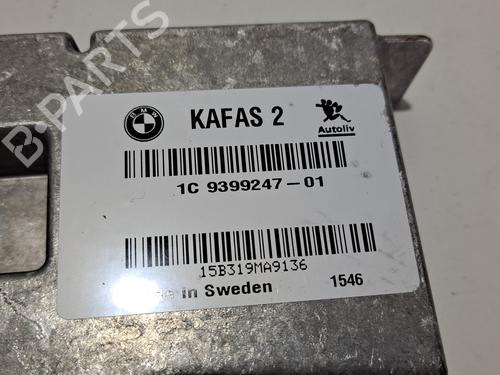 BMW
KAFAS 2
Autoliv
1C 9399247-01
15B319MA9136
in Sweden
1546
B-PARTS